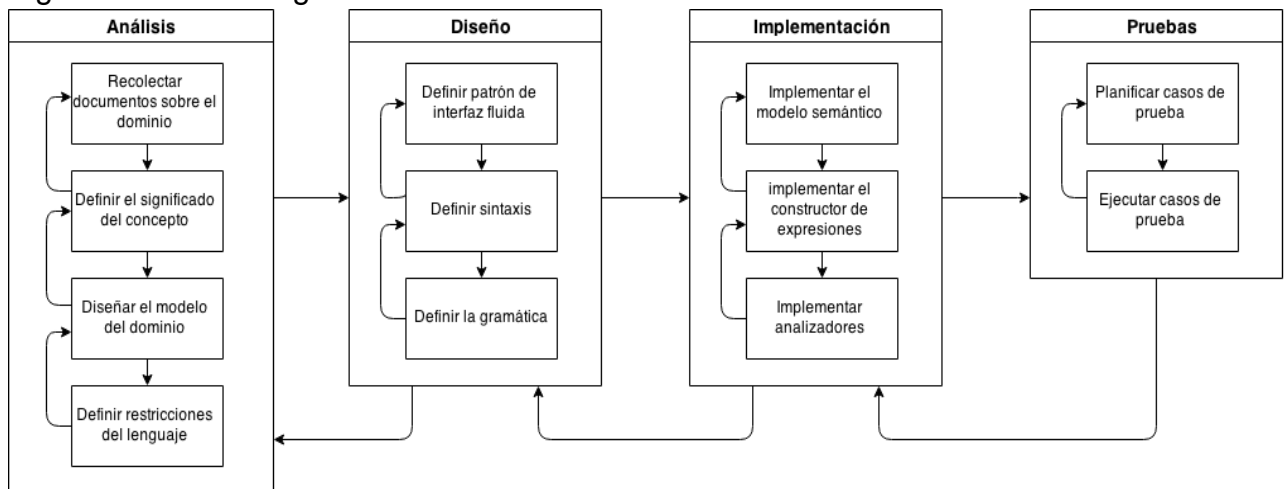 Análisis
Recolectar
documentos sobre el
dominio
Definir el significado
del concepto
Diseñar el modelo
del dominio
Definir restricciones
del lenguaje
Diseño
Definir patrón de
interfaz fluida
Definir sintaxis
Definir la gramática
Implementación
Implementar el
modelo semántico
implementar el
constructor de
expresiones
Implementar
analizadores
Pruebas
Planificar casos de
prueba
Ejecutar casos de
prueba